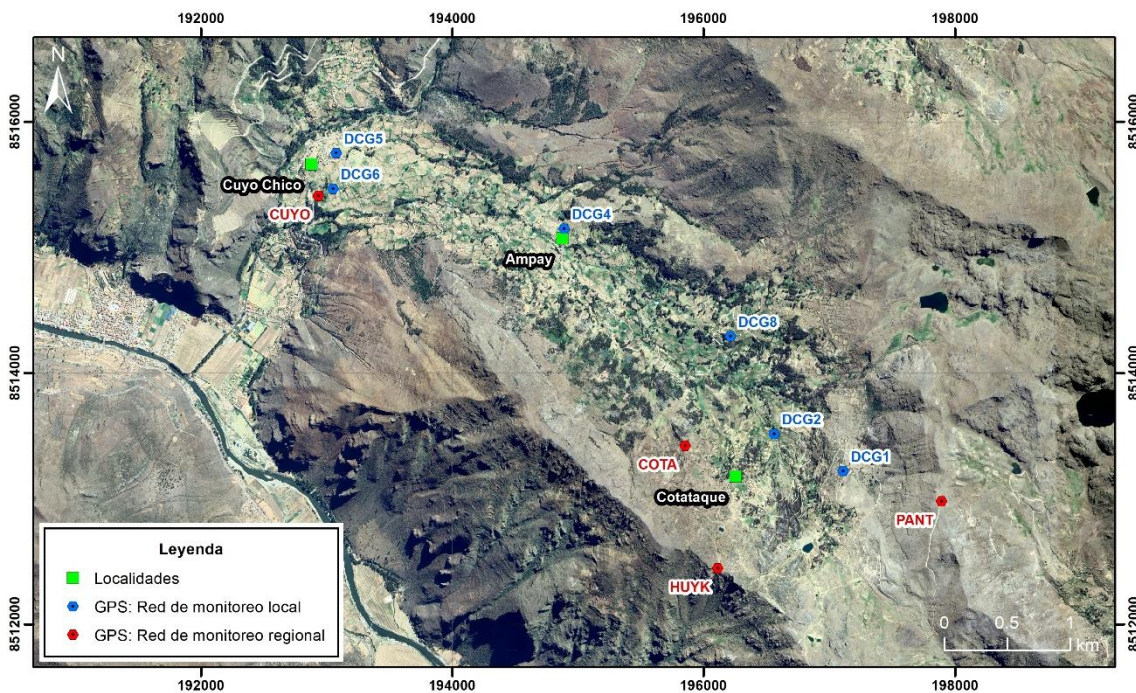 192000 194000 196000 198000
N
8516000 8516000
DCG5
Cuyo Chico
DCG6
CUYO
DCG4
Ampay
DCG8
8514000 8514000
DCG2
COTA
DCG1
Cotataque
PANT
HUYK
Leyenda
Localidades
GPS: Red de monitoreo local
GPS: Red de monitoreo regional
8512000 8512000
0 0.5 1
km
192000 194000 196000 198000